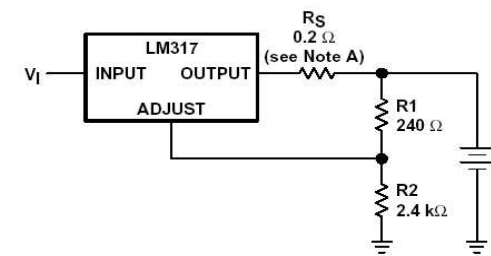 RS
0.2 Ω
(see Note A)
LM317
VI
INPUT OUTPUT
ADJUST
R1
240 Ω
R2
2.4 kΩ